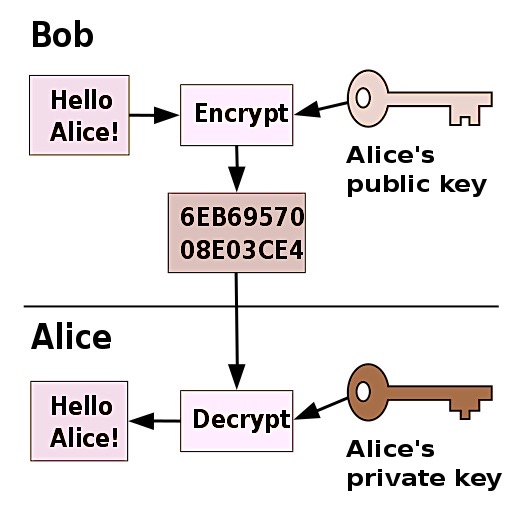 Bob
Hello
Alice!
Encrypt
Alice's
public key
6EB69570
08E03CE4
Alice
Hello
Alice!
Decrypt
Alice's
private key